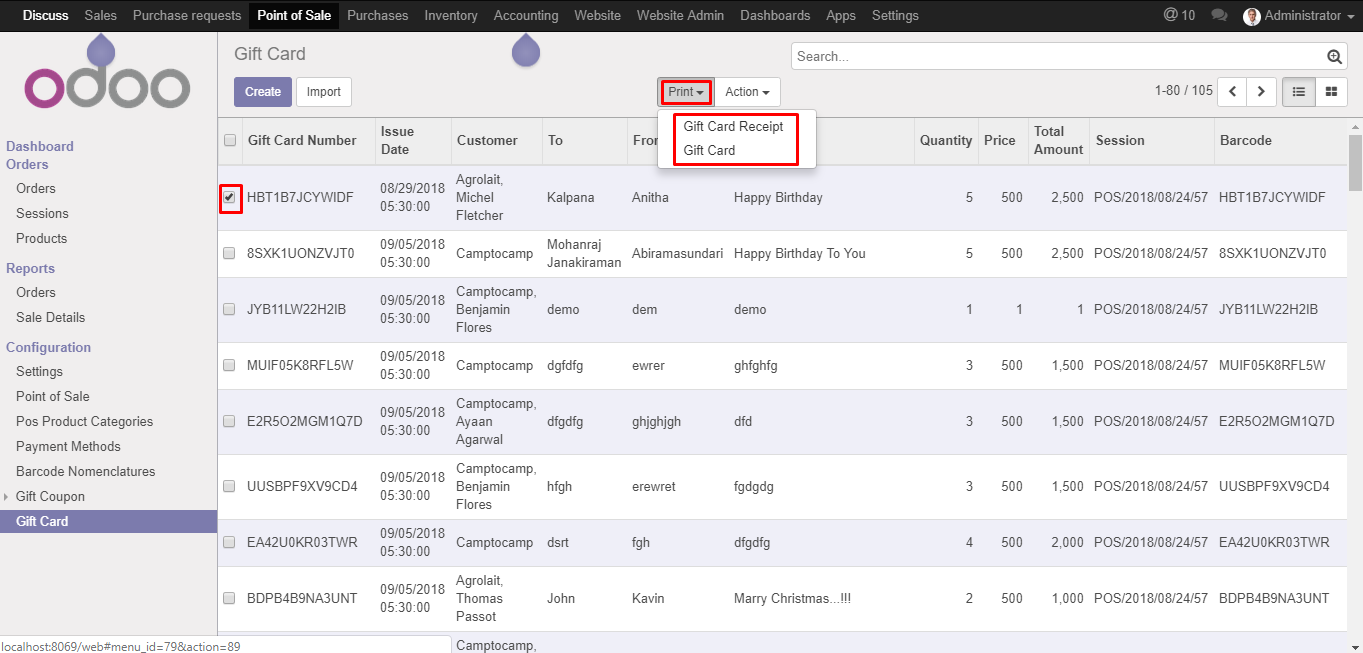 Discuss Sales Purchase requests Point of Sale Purchases Inventory Accounting Website Website Admin Dashboards Apps Settings @ 10 Administrator
odoo
Gift Card
Search...
Create Import Print Action 1-80 / 105
Gift Card Receipt
Gift Card
Dashboard
Orders
Orders
Sessions
Products
Reports
Orders
Sale Details
Configuration
Settings
Point of Sale
Pos Product Categories
Payment Methods
Barcode Nomenclatures
Gift Coupon
Gift Card
Gift Card Number Issue Date Customer To Quantity Price Total Amount Session Barcode
HBT1B7JCYWIDF 08/29/2018 05:30:00 Agrolait, Michel Fletcher Kalpana Anitha Happy Birthday 5 500 2,500 POS/2018/08/24/57 HBT1B7JCYWIDF
8SXK1UONZVJT0 09/05/2018 05:30:00 Camptocamp Mohanraj Janakiraman Abiramasundari Happy Birthday To You 5 500 2,500 POS/2018/08/24/57 8SXK1UONZVJT0
JYB11LW22H2IB 09/05/2018 05:30:00 Camptocamp, Benjamin Flores demo dem demo 1 1 1 POS/2018/08/24/57 JYB11LW22H2IB
MUIF05K8RFL5W 09/05/2018 05:30:00 Camptocamp dgfdfg ewrer ghfghfg 3 500 1,500 POS/2018/08/24/57 MUIF05K8RFL5W
E2R5O2MGM1Q7D 09/05/2018 05:30:00 Camptocamp, Ayaan Agarwal dfgdfg ghjghjgh dfd 3 500 1,500 POS/2018/08/24/57 E2R5O2MGM1Q7D
UUSBPF9XV9CD4 09/05/2018 05:30:00 Camptocamp, Benjamin Flores hfgh erewret fgdgdg 3 500 1,500 POS/2018/08/24/57 UUSBPF9XV9CD4
EA42U0KR03TWR 09/05/2018 05:30:00 Camptocamp dsrt fgh dfgdfg 4 500 2,000 POS/2018/08/24/57 EA42U0KR03TWR
BDPB4B9NA3UNT 09/05/2018 05:30:00 Agrolait, Thomas Passot John Kavin Marry Christmas...!!! 2 500 1,000 POS/2018/08/24/57 BDPB4B9NA3UNT
Camptocamp,
localhost:8069/web#menu_id=79&action=89